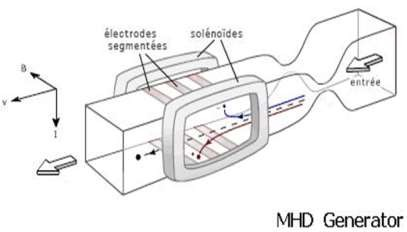 électrodes
segmentées
solénoïdes
B
v
I
entrée
MHD Generator